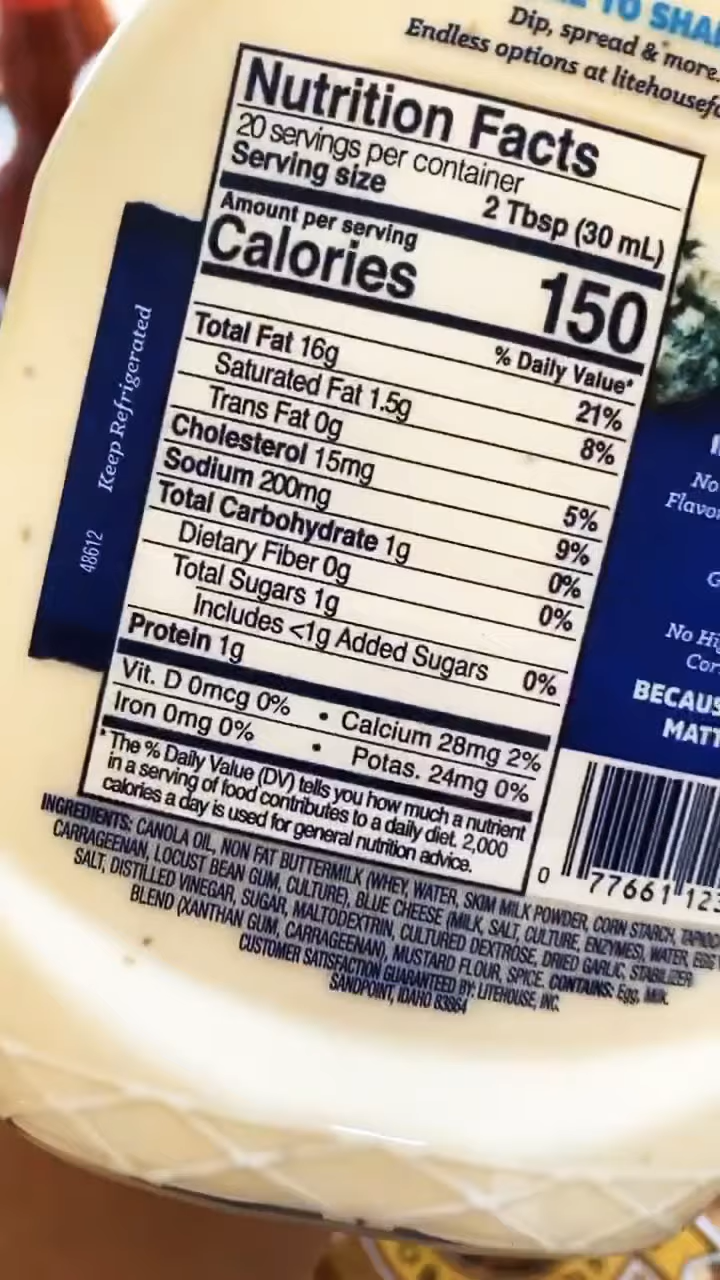 TO SHA
Dip, spread & more.
Endless options at litehousefo
Nutrition Facts
20 servings per container
Serving size 2 Tbsp (30 mL)
Amount per serving
Calories 150
% Daily Value*
Total Fat 16g 21%
Saturated Fat 1.5g 8%
Trans Fat 0g
Cholesterol 15mg 5%
Sodium 200mg 9%
Total Carbohydrate 1g 0%
Dietary Fiber 0g 0%
Total Sugars 1g
Includes <1g Added Sugars 0%
Protein 1g
Vit. D 0mcg 0% • Calcium 28mg 2%
Iron 0mg 0% • Potas. 24mg 0%
*The % Daily Value (DV) tells you how much a nutrient
in a serving of food contributes to a daily diet. 2,000
calories a day is used for general nutrition advice.
INGREDIENTS: CANOLA OIL, NON FAT BUTTERMILK (WHEY, WATER, SKIM MILK POWDER, CORN STARCH,
CARRAGEENAN, LOCUST BEAN GUM, CULTURE), BLUE CHEESE (MILK, SALT, CULTURE, ENZYMES), WATER, EGG
SALT, DISTILLED VINEGAR, SUGAR, MALTODEXTRIN, CULTURED DEXTROSE, DRIED GARLIC, STABILIZER
BLEND (XANTHAN GUM, CARRAGEENAN), MUSTARD FLOUR, SPICE. CONTAINS: Egg, Milk.
CUSTOMER SATISFACTION GUARANTEED BY: LITEHOUSE, INC.
SANDPOINT, IDAHO 83864
Keep Refrigerated
48612
No
Flavo
G
No Hi
Cor
BECAUS
MATT
0 77661 123